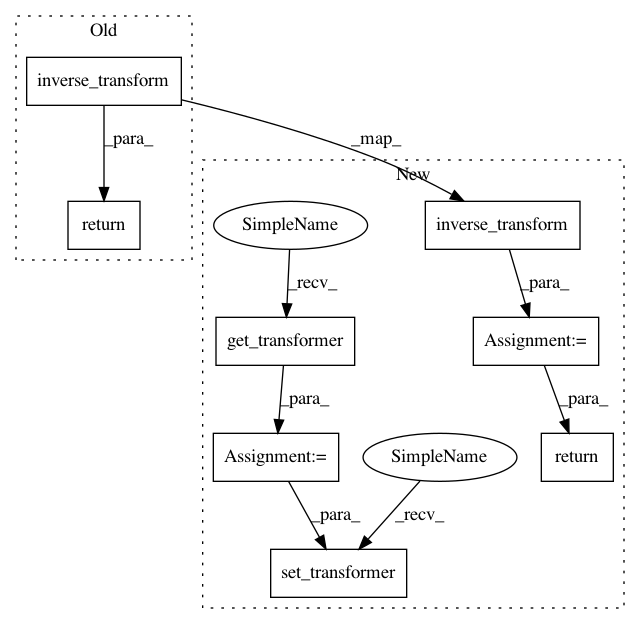 Old
inverse_transform
_para_
_map_
return
New
SimpleName
inverse_transform
_recv_
_para_
get_transformer
Assignment:=
_para_
_para_
Assignment:=
SimpleName
return
_para_
_recv_
set_transformer